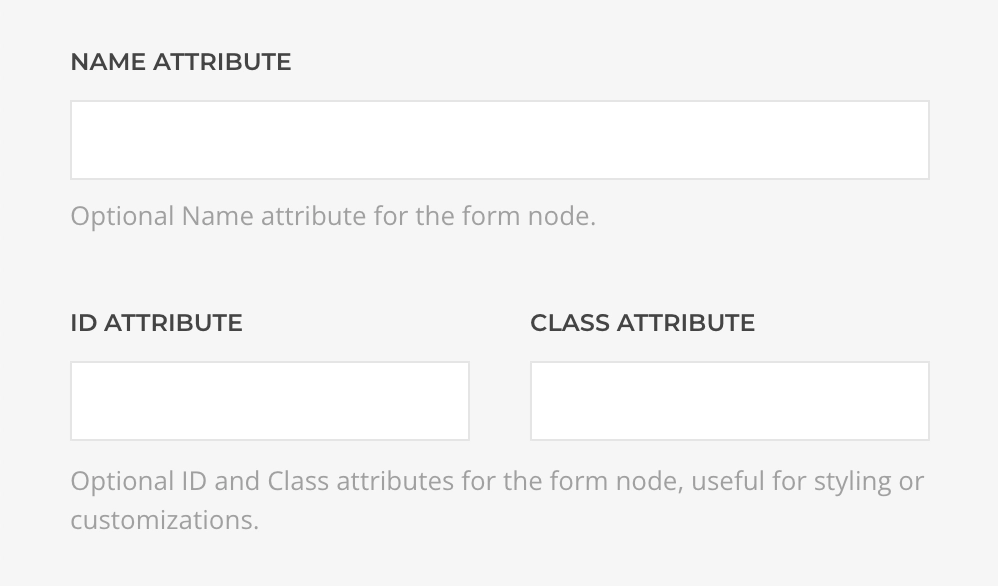 NAME ATTRIBUTE
Optional Name attribute for the form node.
ID ATTRIBUTE
CLASS ATTRIBUTE
Optional ID and Class attributes for the form node, useful for styling or
customizations.